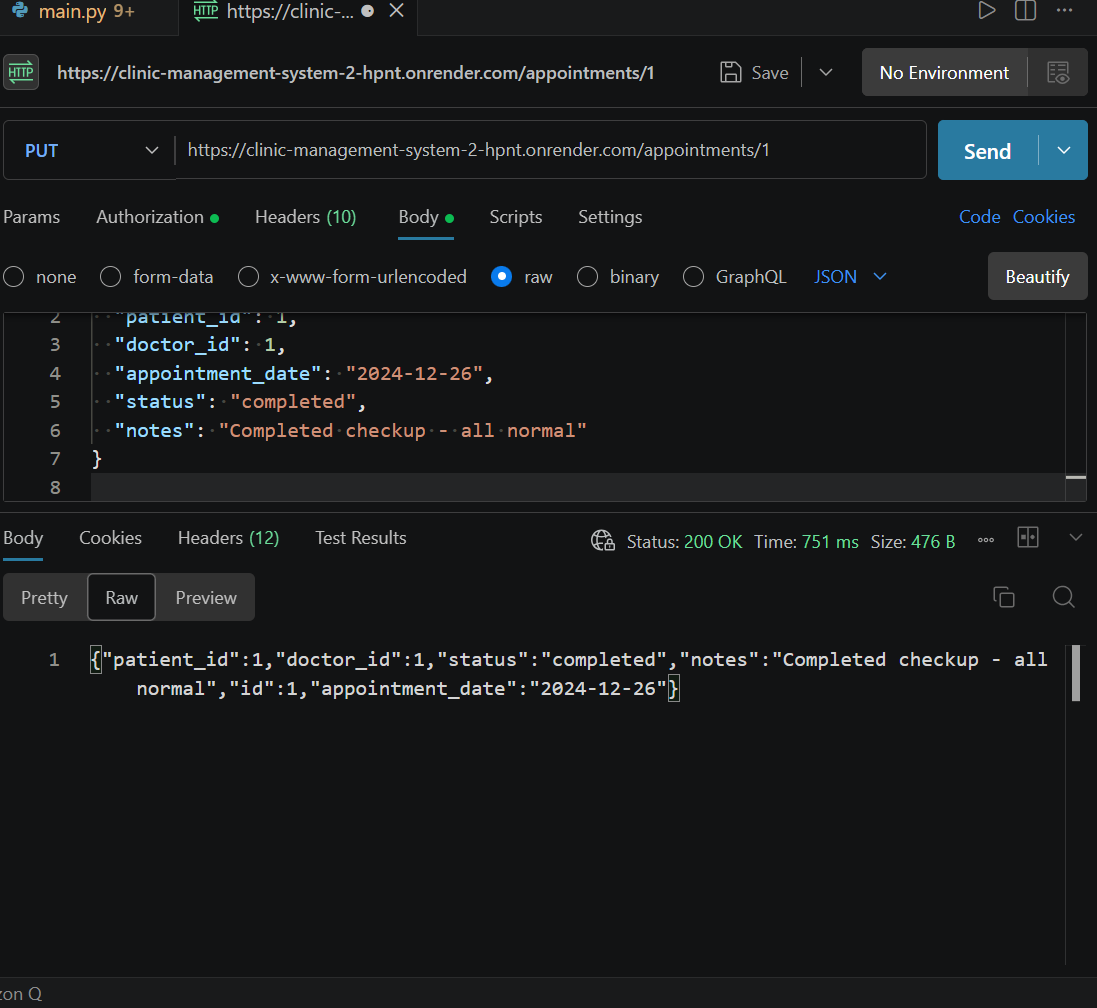 main.py 9+ HTTP https://clinic-...
HTTP https://clinic-management-system-2-hpnt.onrender.com/appointments/1 Save No Environment
PUT https://clinic-management-system-2-hpnt.onrender.com/appointments/1 Send
Params Authorization Headers (10) Body Scripts Settings Code Cookies
none form-data x-www-form-urlencoded raw binary GraphQL JSON Beautify
2 "patient_id": 1,
3 "doctor_id": 1,
4 "appointment_date": "2024-12-26",
5 "status": "completed",
6 "notes": "Completed checkup - all normal"
7 }
8
Body Cookies Headers (12) Test Results Status: 200 OK Time: 751 ms Size: 476 B
Pretty Raw Preview
1 {"patient_id":1,"doctor_id":1,"status":"completed","notes":"Completed checkup - all
normal","id":1,"appointment_date":"2024-12-26"}
zon Q